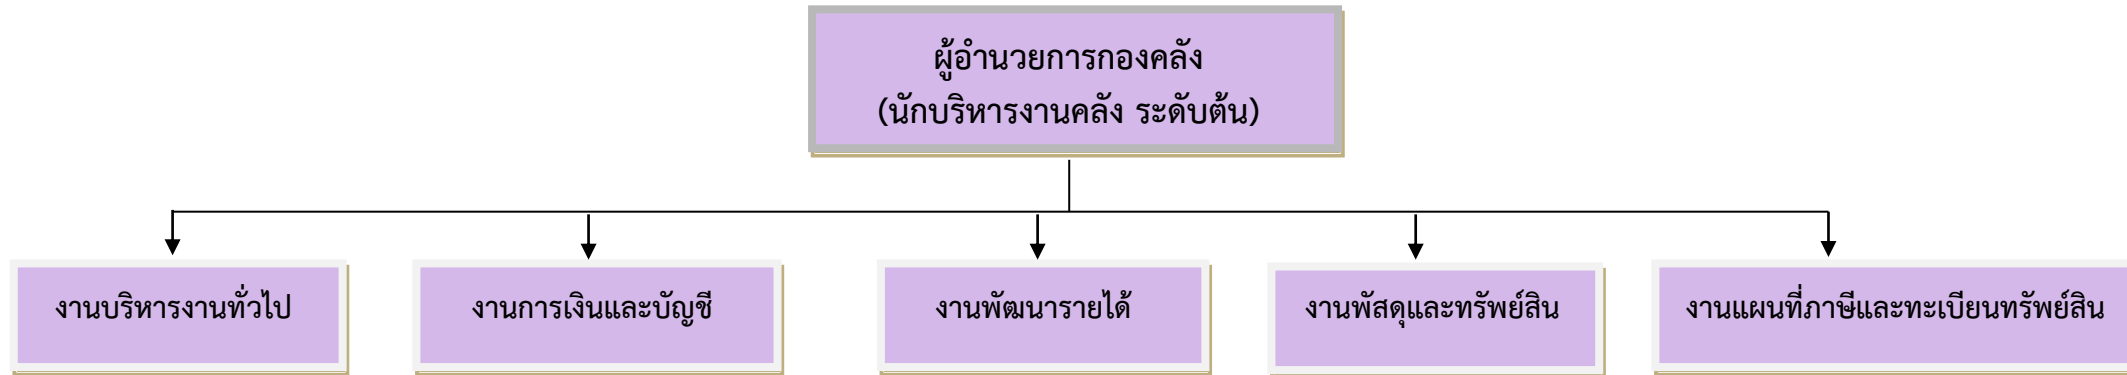 ผู้อำนวยการกองคลัง
(นักบริหารงานคลัง ระดับต้น)
งานบริหารงานทั่วไป
งานการเงินและบัญชี
งานพัฒนารายได้
งานพัสดุและทรัพย์สิน
งานแผนที่ภาษีและทะเบียนทรัพย์สิน